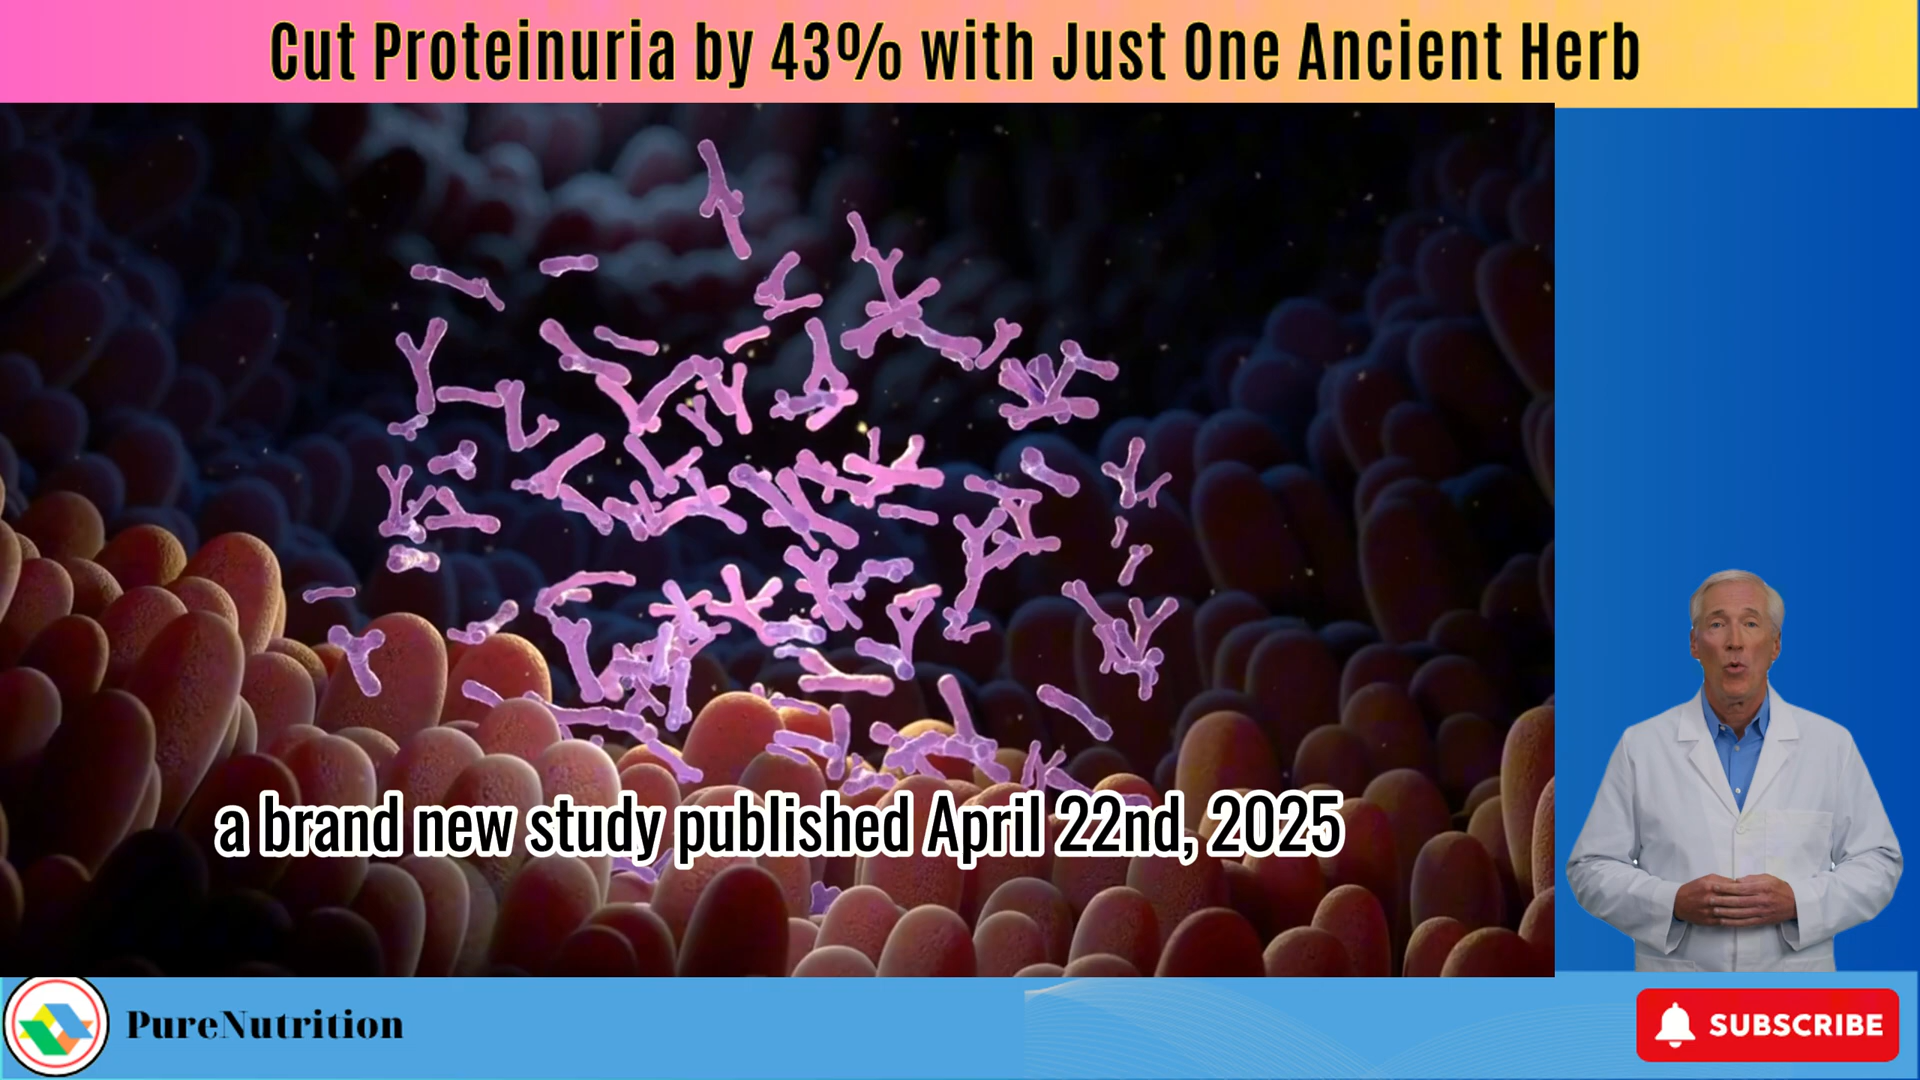 Cut Proteinuria by 43% with Just One Ancient Herb
a brand new study published April 22nd, 2025
PureNutrition
SUBSCRIBE